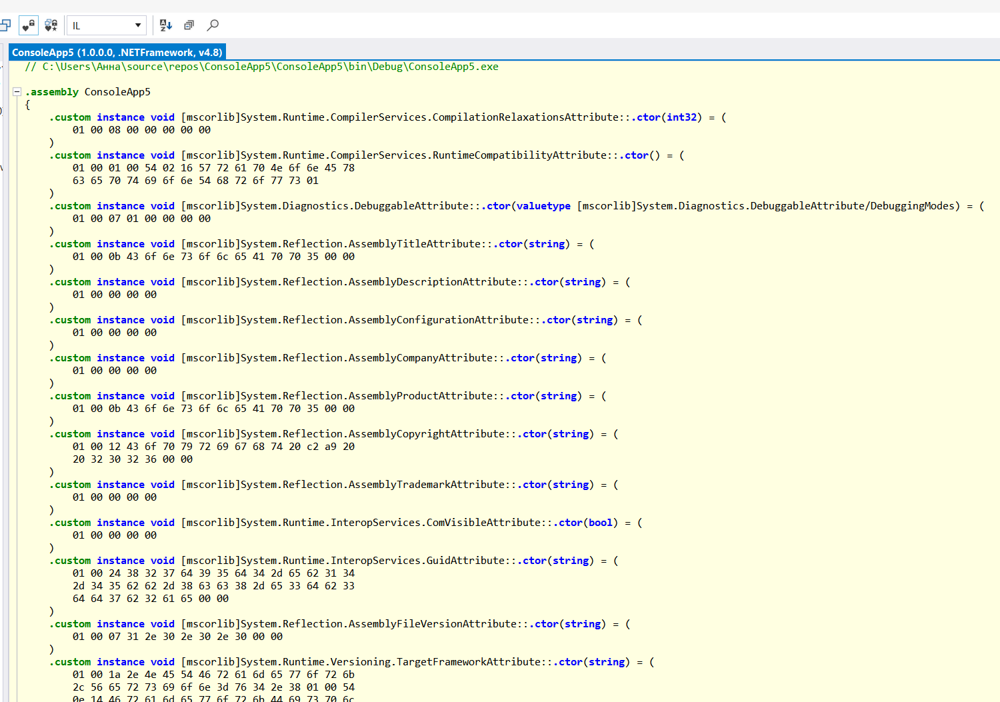 IL
ConsoleApp5 (1.0.0.0, .NETFramework, v4.8)
// C:\Users\Анна\source\repos\ConsoleApp5\ConsoleApp5\bin\Debug\ConsoleApp5.exe
.assembly ConsoleApp5
{
.custom instance void [mscorlib]System.Runtime.CompilerServices.CompilationRelaxationsAttribute::.ctor(int32) = (
01 00 08 00 00 00 00 00
)
.custom instance void [mscorlib]System.Runtime.CompilerServices.RuntimeCompatibilityAttribute::.ctor() = (
01 00 01 00 54 02 16 57 72 61 70 4e 6f 6e 45 78
63 65 70 74 69 6f 6e 54 68 72 6f 77 73 01
)
.custom instance void [mscorlib]System.Diagnostics.DebuggableAttribute::.ctor(valuetype [mscorlib]System.Diagnostics.DebuggableAttribute/DebuggingModes) = (
01 00 07 01 00 00 00 00
)
.custom instance void [mscorlib]System.Reflection.AssemblyTitleAttribute::.ctor(string) = (
01 00 0b 43 6f 6e 73 6f 6c 65 41 70 70 35 00 00
)
.custom instance void [mscorlib]System.Reflection.AssemblyDescriptionAttribute::.ctor(string) = (
01 00 00 00 00
)
.custom instance void [mscorlib]System.Reflection.AssemblyConfigurationAttribute::.ctor(string) = (
01 00 00 00 00
)
.custom instance void [mscorlib]System.Reflection.AssemblyCompanyAttribute::.ctor(string) = (
01 00 00 00 00
)
.custom instance void [mscorlib]System.Reflection.AssemblyProductAttribute::.ctor(string) = (
01 00 0b 43 6f 6e 73 6f 6c 65 41 70 70 35 00 00
)
.custom instance void [mscorlib]System.Reflection.AssemblyCopyrightAttribute::.ctor(string) = (
01 00 12 43 6f 70 79 72 69 67 68 74 20 c2 a9 20
20 32 30 32 36 00 00
)
.custom instance void [mscorlib]System.Reflection.AssemblyTrademarkAttribute::.ctor(string) = (
01 00 00 00 00
)
.custom instance void [mscorlib]System.Runtime.InteropServices.ComVisibleAttribute::.ctor(bool) = (
01 00 00 00 00
)
.custom instance void [mscorlib]System.Runtime.InteropServices.GuidAttribute::.ctor(string) = (
01 00 24 38 32 37 64 39 35 64 34 2d 65 62 31 34
2d 34 35 62 62 2d 38 63 63 38 2d 65 33 64 62 33
64 64 37 62 32 61 65 00 00
)
.custom instance void [mscorlib]System.Reflection.AssemblyFileVersionAttribute::.ctor(string) = (
01 00 07 31 2e 30 2e 30 2e 30 00 00
)
.custom instance void [mscorlib]System.Runtime.Versioning.TargetFrameworkAttribute::.ctor(string) = (
01 00 1a 2e 4e 45 54 46 72 61 6d 65 77 6f 72 6b
2c 56 65 72 73 69 6f 6e 3d 76 34 2e 38 01 00 54
0e 14 46 72 61 6d 65 77 6f 72 6b 44 69 73 70 6c